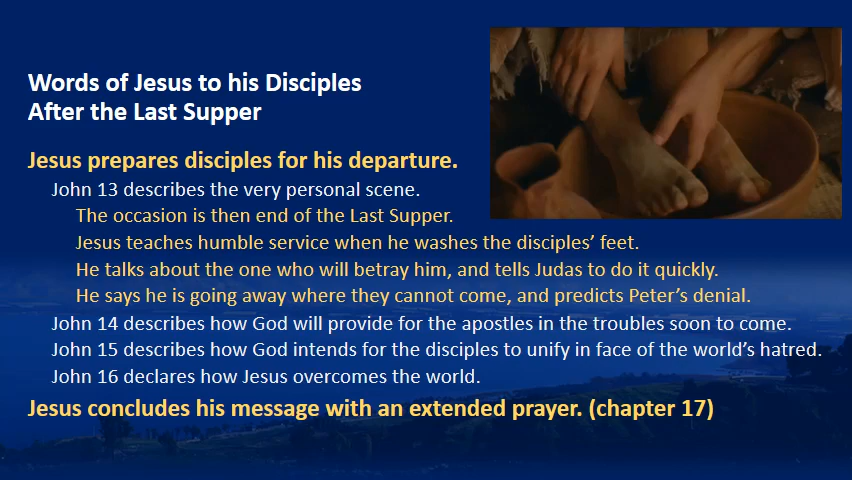 Words of Jesus to his Disciples
After the Last Supper
Jesus prepares disciples for his departure.
John 13 describes the very personal scene.
The occasion is then end of the Last Supper.
Jesus teaches humble service when he washes the disciples’ feet.
He talks about the one who will betray him, and tells Judas to do it quickly.
He says he is going away where they cannot come, and predicts Peter’s denial.
John 14 describes how God will provide for the apostles in the troubles soon to come.
John 15 describes how God intends for the disciples to unify in face of the world’s hatred.
John 16 declares how Jesus overcomes the world.
Jesus concludes his message with an extended prayer. (chapter 17)